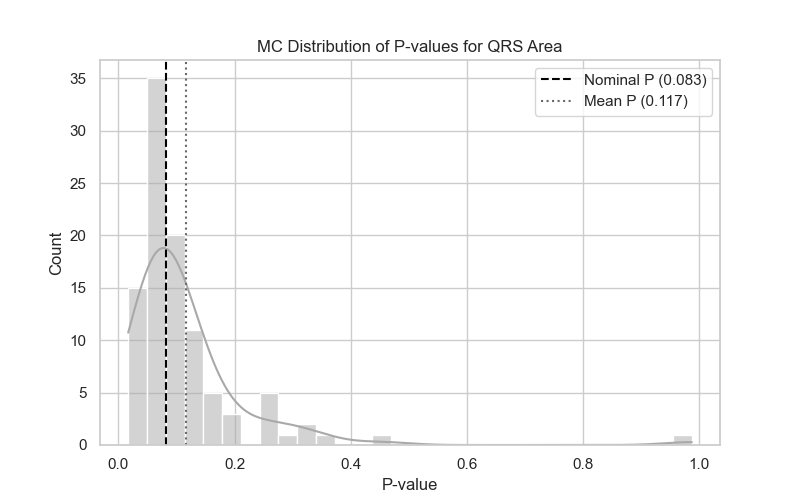 MC Distribution of P-values for QRS Area
Nominal P (0.083)
Mean P (0.117)
35
30
25
20
15
10
5
0
Count
0.0 0.2 0.4 0.6 0.8 1.0
P-value